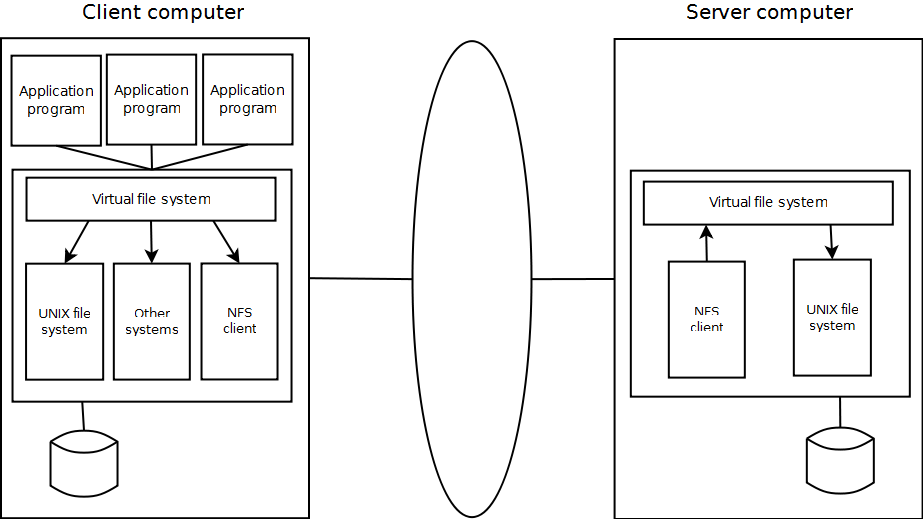 Client computer
Server computer
Application
program
Application
program
Application
program
Virtual file system
UNIX file
system
Other
systems
NFS
client
Virtual file system
NFS
client
UNIX file
system